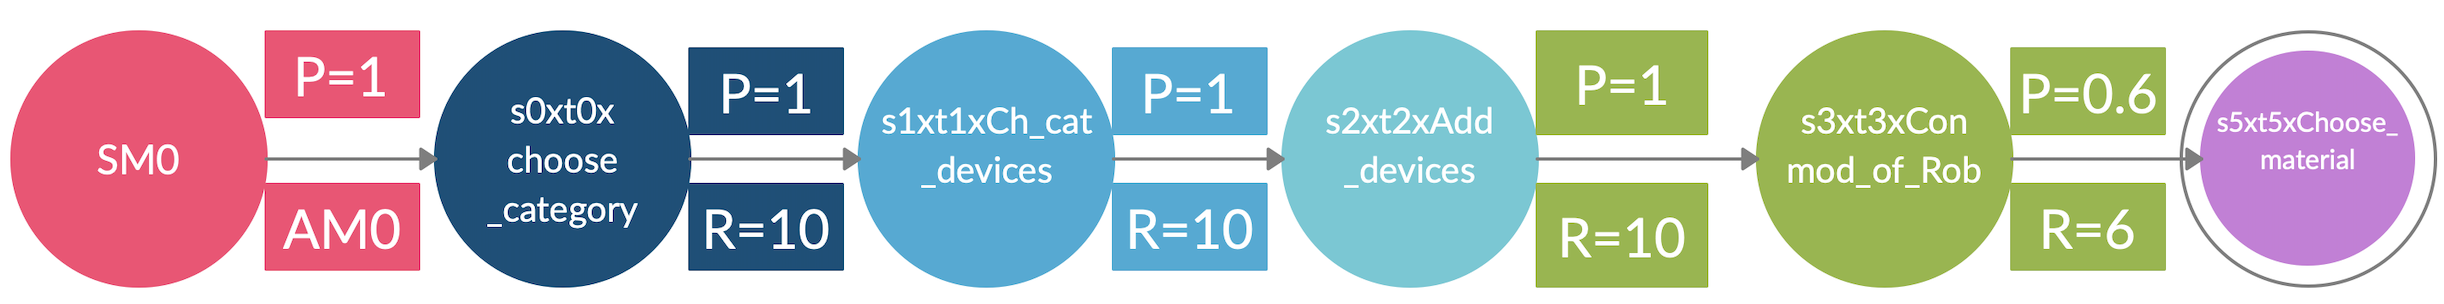 SM0
P=1
AM0
s0xt0x
choose
_category
P=1
R=10
s1xt1xCh_cat
_devices
P=1
R=10
s2xt2xAdd
_devices
P=1
R=10
s3xt3xCon
mod_of_Rob
P=0.6
R=6
s5xt5xChoose_
material